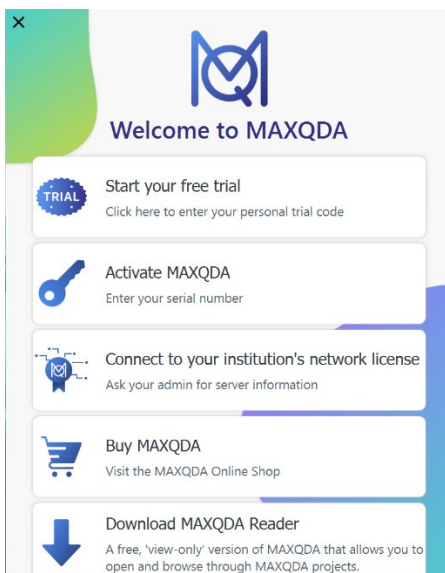 Welcome to MAXQDA
TRIAL
Start your free trial
Click here to enter your personal trial code
Activate MAXQDA
Enter your serial number
Connect to your institution's network license
Ask your admin for server information
Buy MAXQDA
Visit the MAXQDA Online Shop
Download MAXQDA Reader
A free, 'view-only' version of MAXQDA that allows you to
open and browse through MAXQDA projects.